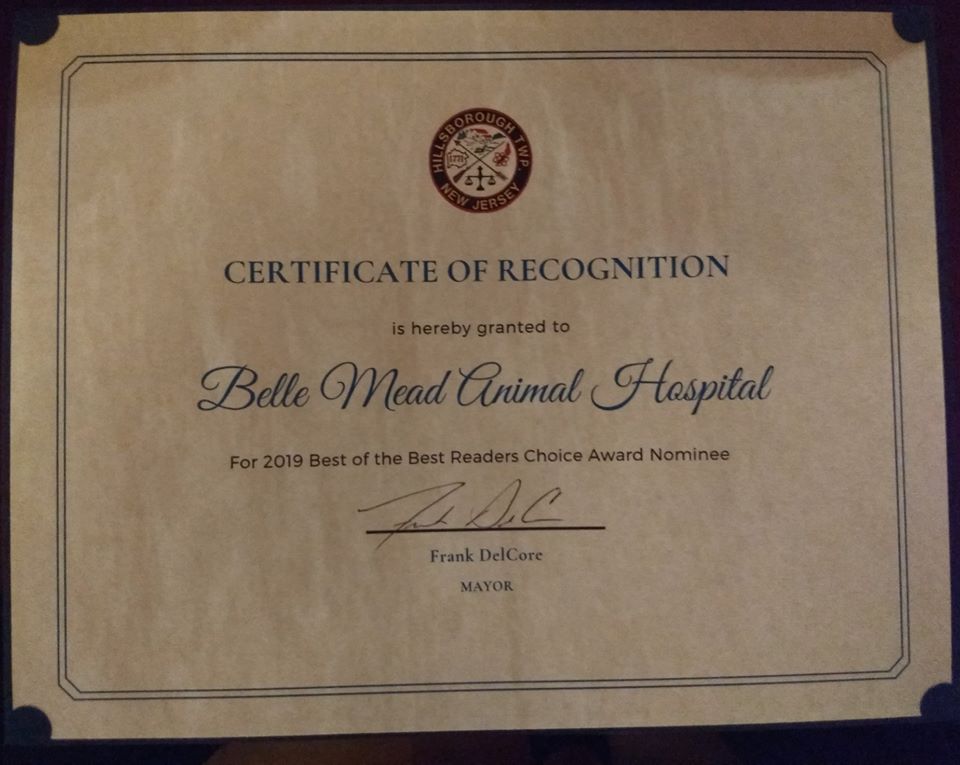 HILLSBOROUGH TWP.
NEW JERSEY
1771
CERTIFICATE OF RECOGNITION
is hereby granted to
Belle Mead Animal Hospital
For 2019 Best of the Best Readers Choice Award Nominee
Frank DelCore
MAYOR